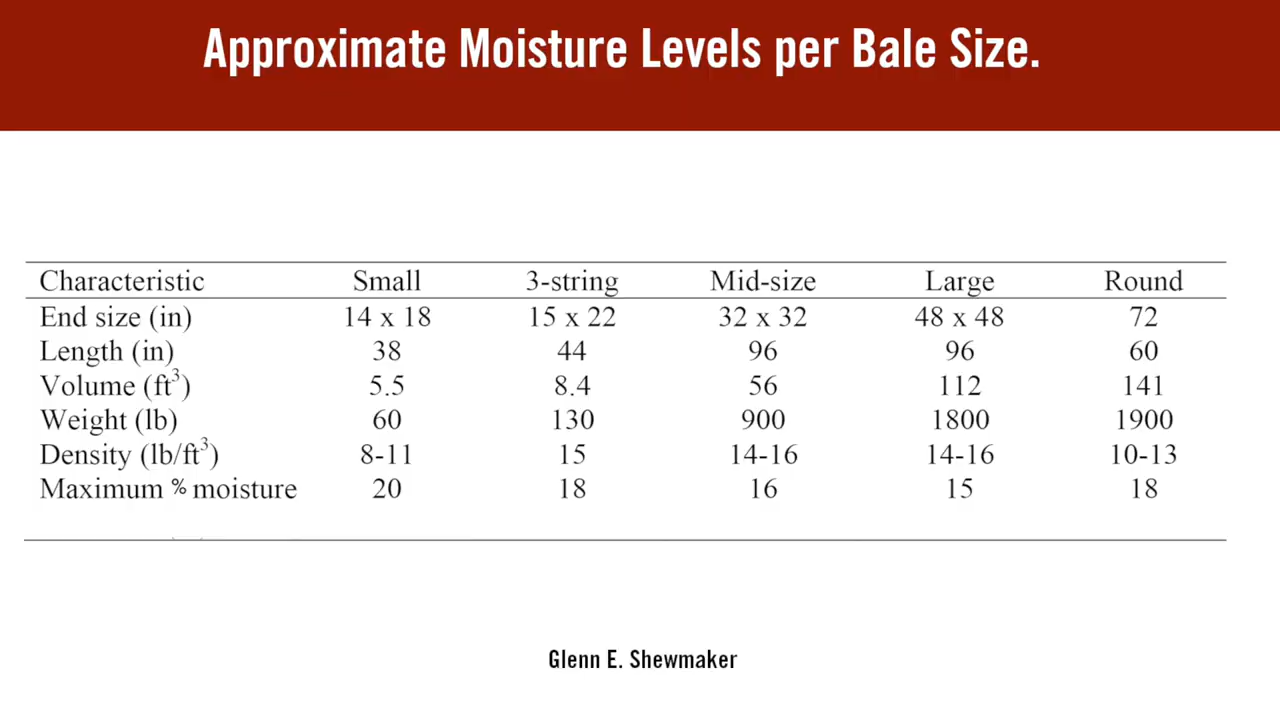 Approximate Moisture Levels per Bale Size.
Characteristic Small 3-string Mid-size Large Round
End size (in) 14 x 18 15 x 22 32 x 32 48 x 48 72
Length (in) 38 44 96 96 60
Volume (ft³) 5.5 8.4 56 112 141
Weight (lb) 60 130 900 1800 1900
Density (lb/ft³) 8-11 15 14-16 14-16 10-13
Maximum % moisture 20 18 16 15 18
Glenn E. Shewmaker